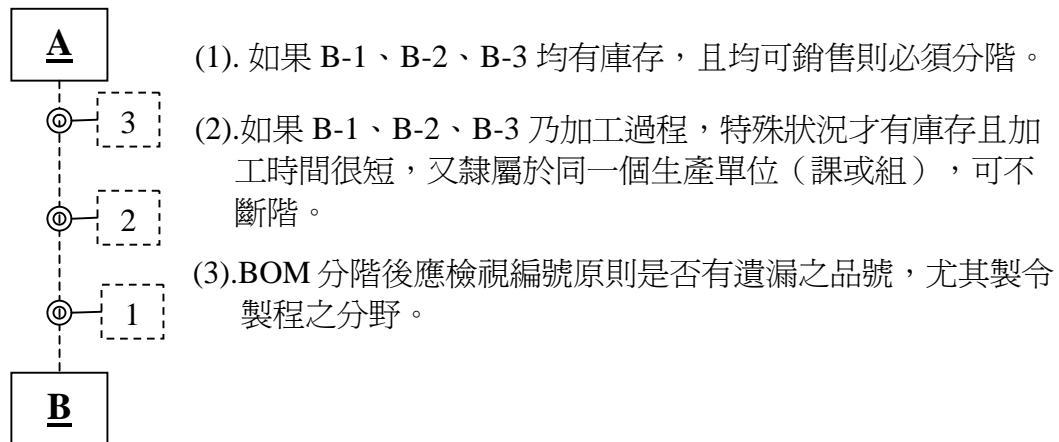 A
(1). 如果 B-1、B-2、B-3 均有庫存，且均可銷售則必須分階。
3
(2).如果 B-1、B-2、B-3 乃加工過程，特殊狀況才有庫存且加
工時間很短，又隸屬於同一個生產單位（課或組），可不
斷階。
2
(3).BOM 分階後應檢視編號原則是否有遺漏之品號，尤其製令
製程之分野。
1
B